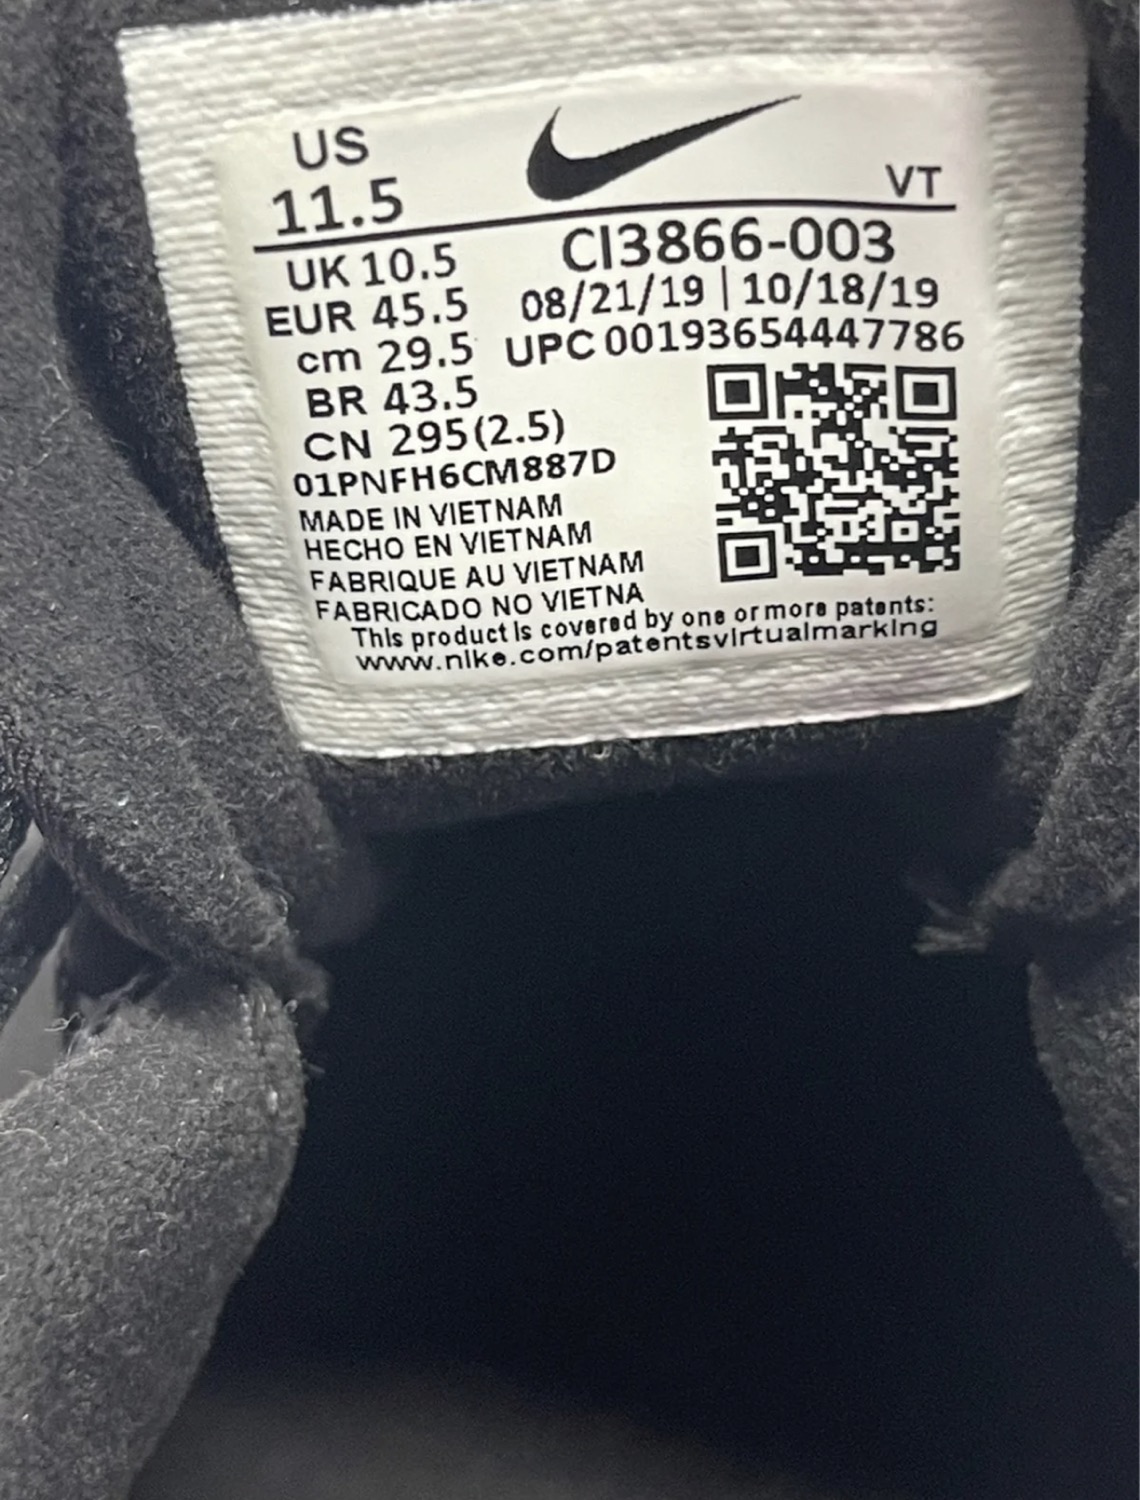 US
11.5
VT
UK 10.5
EUR 45.5
cm 29.5
BR 43.5
CN 295(2.5)
CI3866-003
08/21/19 | 10/18/19
UPC 00193654447786
01PNFH6CM887D
MADE IN VIETNAM
HECHO EN VIETNAM
FABRIQUE AU VIETNAM
FABRICADO NO VIETNA
This product is covered by one or more patents:
www.nike.com/patentsvirtualmarking